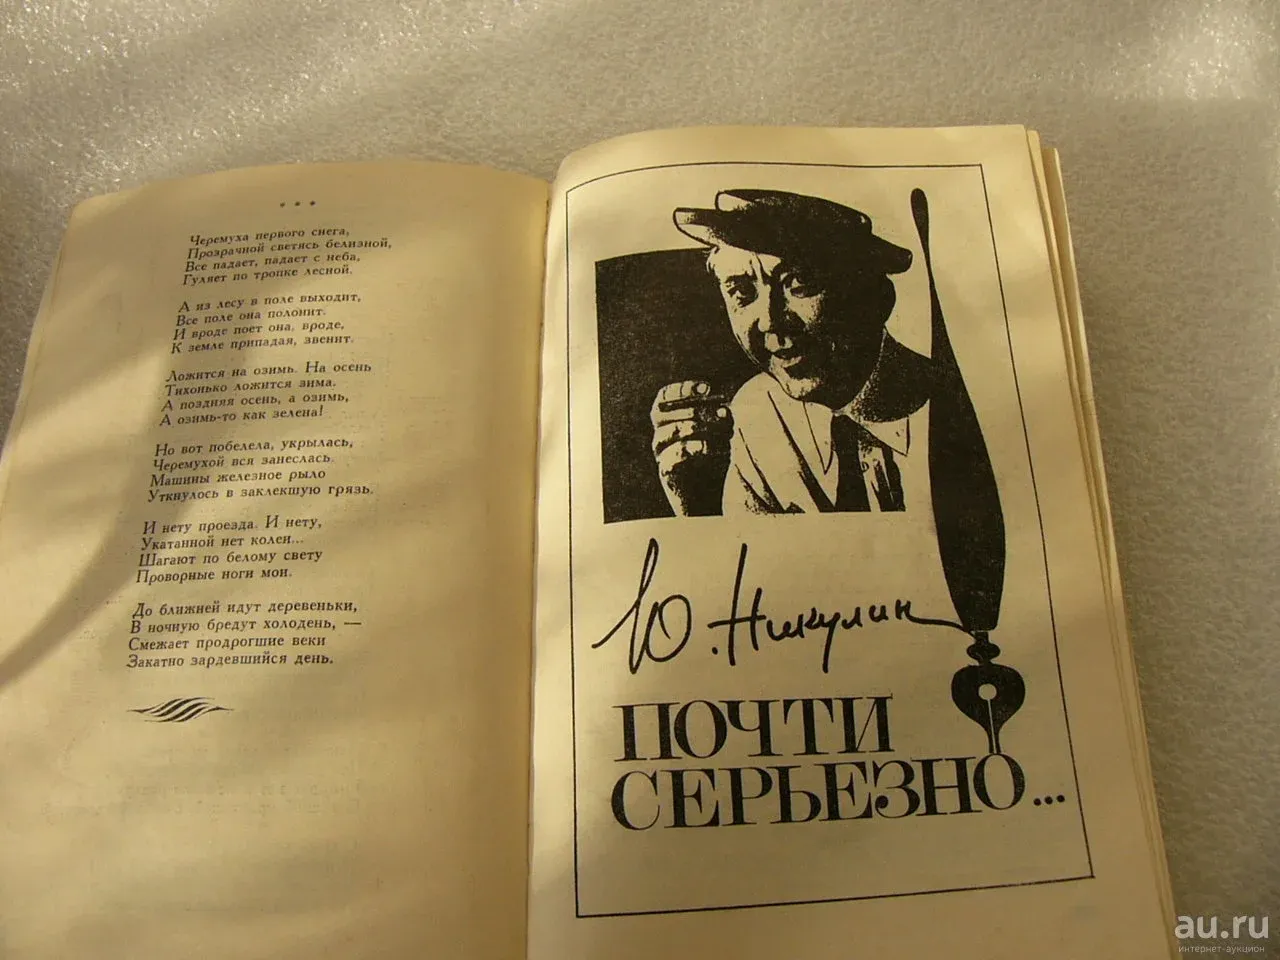 * * *
Черемуха первого снега,
Прозрачной светясь белизной,
Все падает, падает с неба,
Гуляет по тропке лесной.
А из лесу в поле выходит,
Все поле она полонит.
И вроде поет она, вроде,
К земле припадая, звенит.
Ложится на озимь. На осень
Тихонько ложится зима.
А поздняя осень, а озимь,
А озимь-то как зелена!
Но вот побелела, укрылась,
Черемухой вся занеслась.
Машины железное рыло
Уткнулось в заклекшую грязь.
И нету проезда. И нету,
Укатанной нет колеи...
Шагают по белому свету
Проворные ноги мои.
До ближней идут деревеньки,
В ночную бредут холодень, —
Смежает продрогшие веки
Закатно зардевшийся день.
Ю. Никулин
ПОЧТИ
СЕРЬЕЗНО...
au.ru
интернет-аукцион